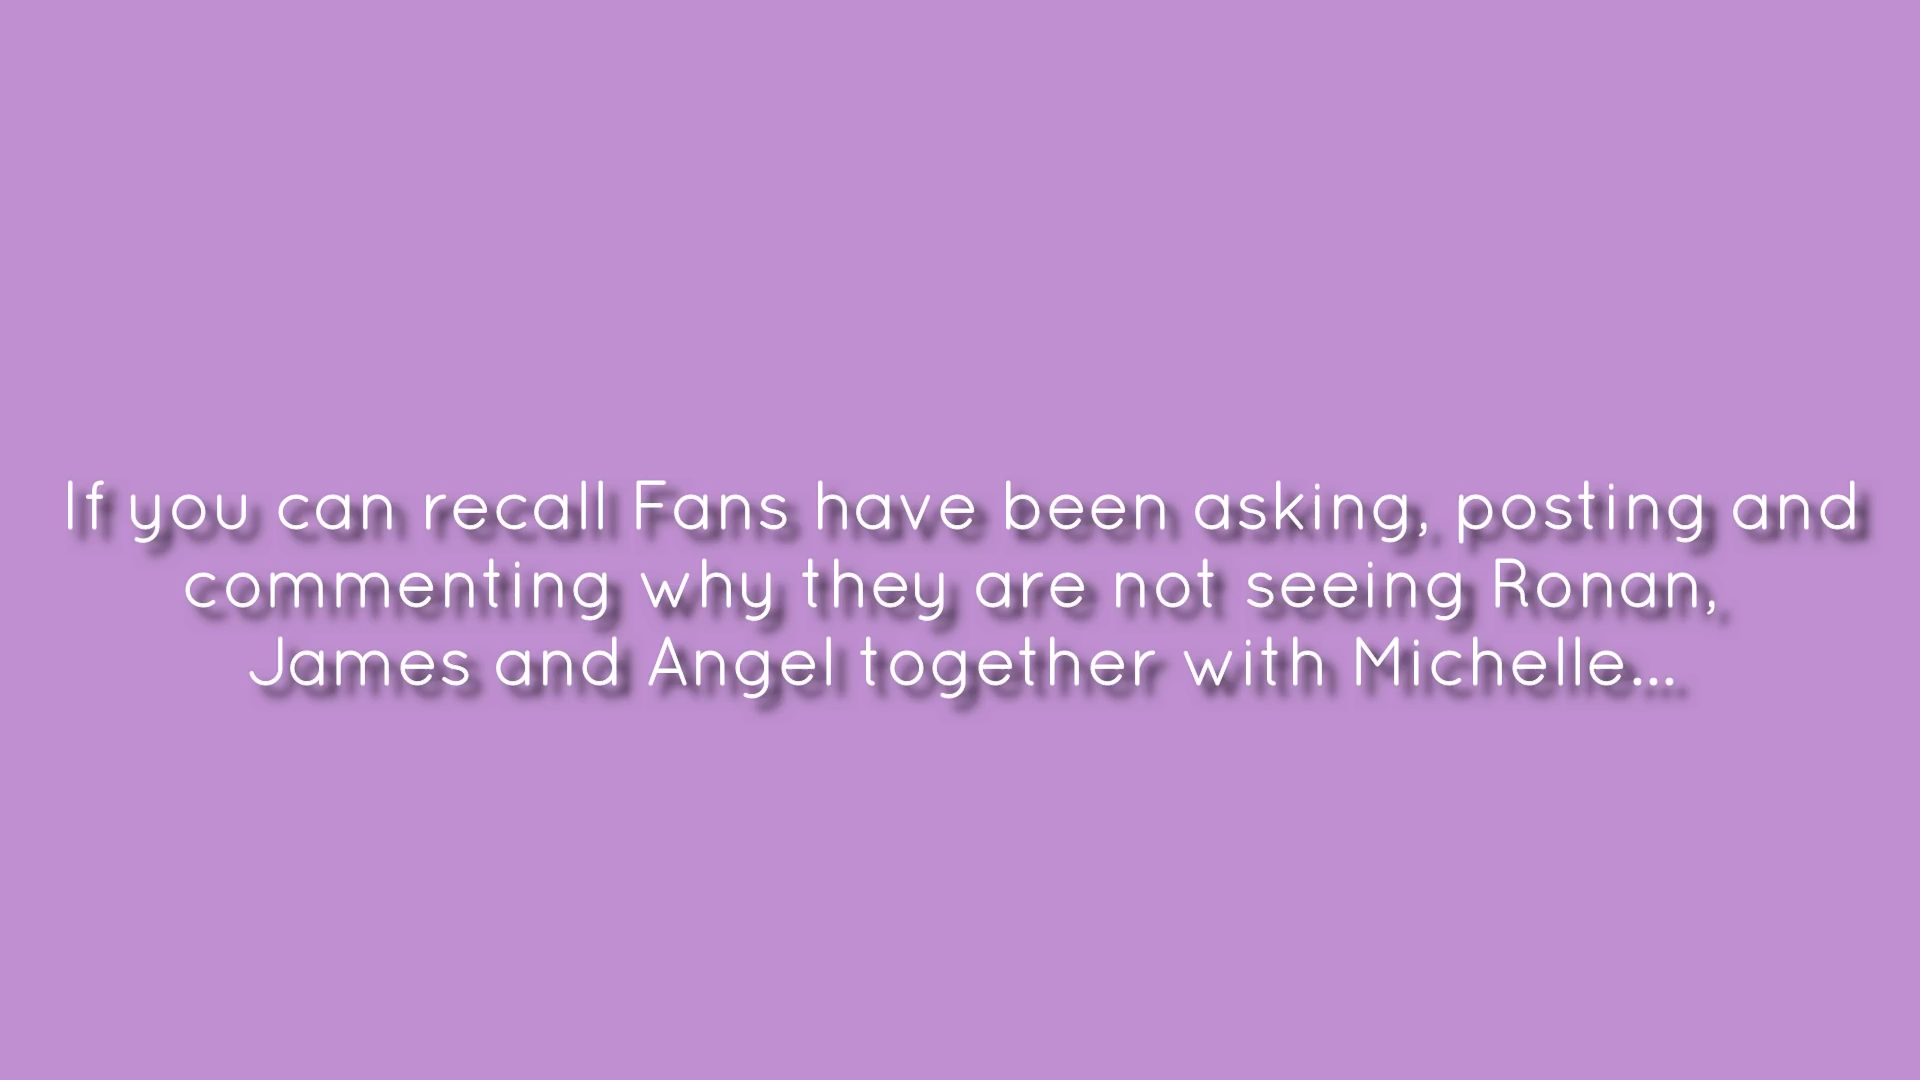 If you can recall Fans have been asking, posting and
commenting why they are not seeing Ronan,
James and Angel together with Michelle...